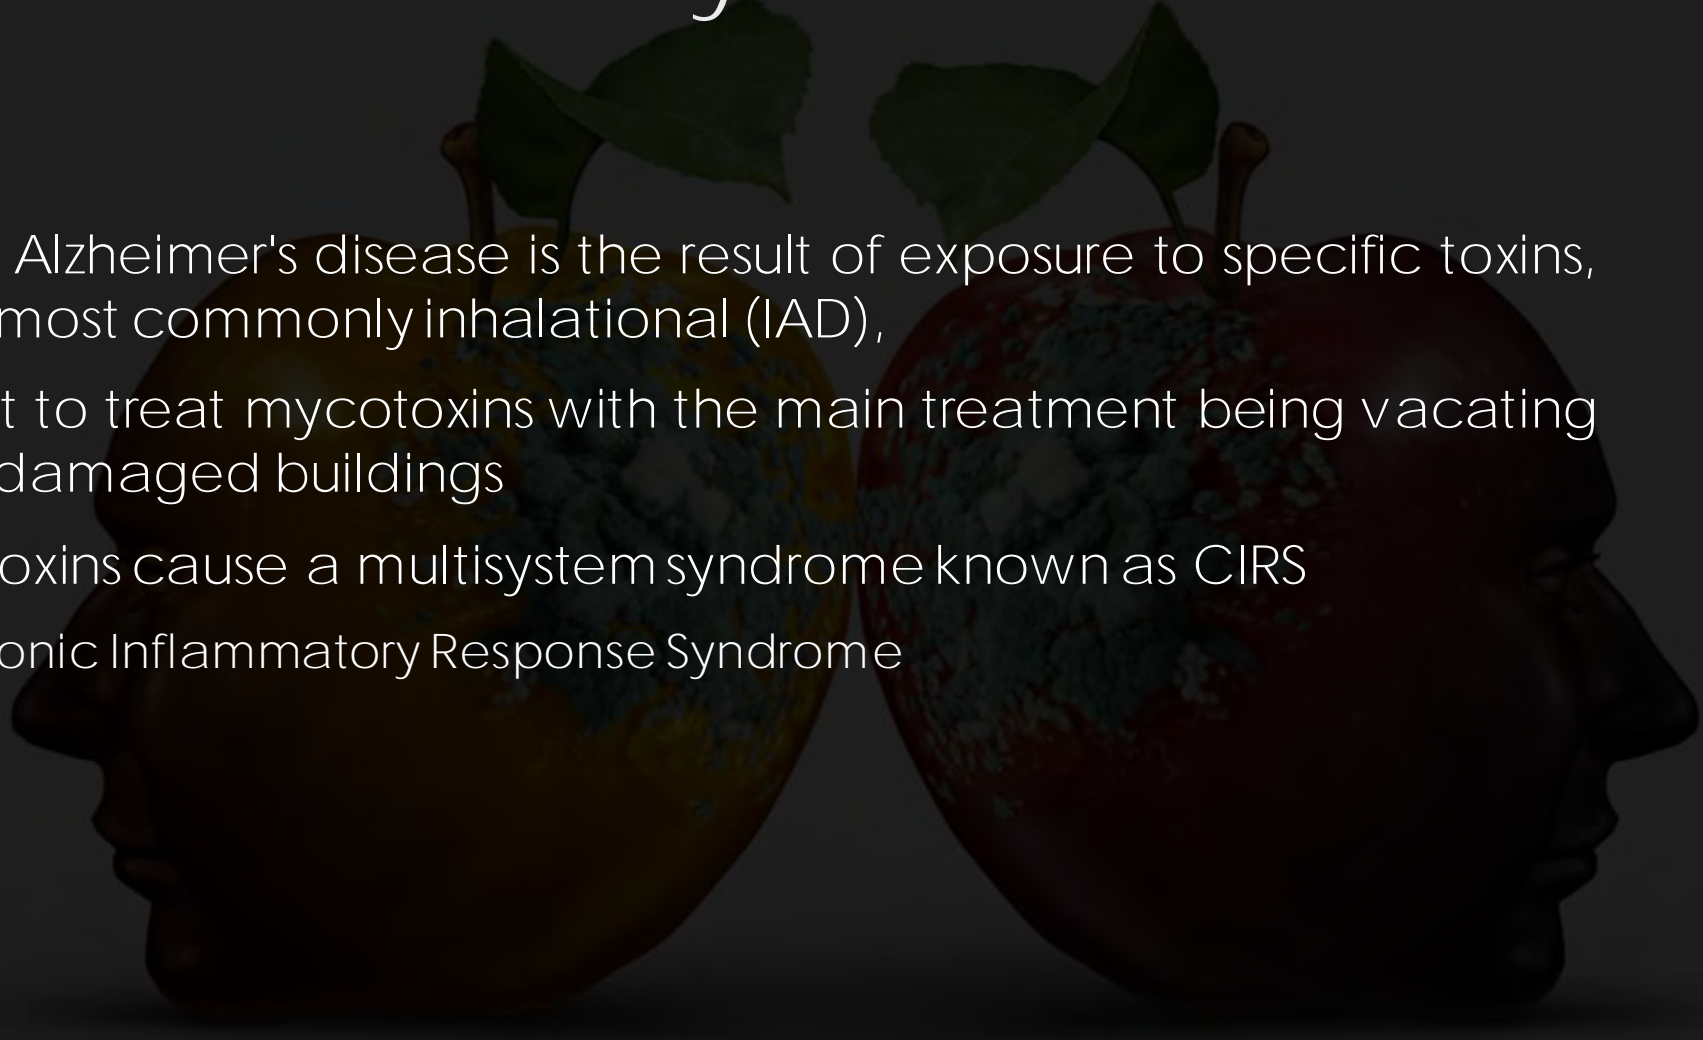 Alzheimer's disease is the result of exposure to specific toxins,
most commonly inhalational (IAD),
t to treat mycotoxins with the main treatment being vacating
damaged buildings
oxins cause a multisystem syndrome known as CIRS
onic Inflammatory Response Syndrome